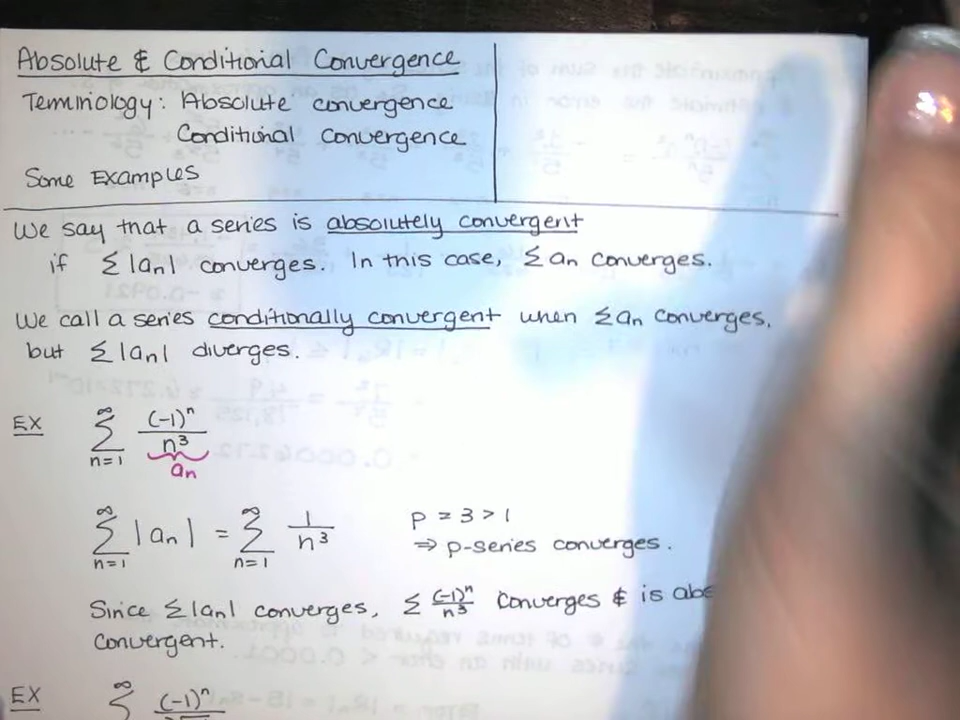 Absolute & Conditional Convergence
Terminology: Absolute convergence
Conditional Convergence
Some Examples
We say that a series is absolutely convergent
if Σ|an| converges. In this case, Σ an converges.
We call a series conditionally convergent when Σ an converges,
but Σ|an| diverges.
EX ∞ Σ n=1 (-1)^n / n^3
an
∞ Σ n=1 |an| = ∞ Σ n=1 1/n^3 p = 3 > 1
⇒ p-series converges.
Since Σ|an| converges, Σ (-1)^n/n^3 converges & is abs
convergent.
EX ∞ Σ (-1)^n